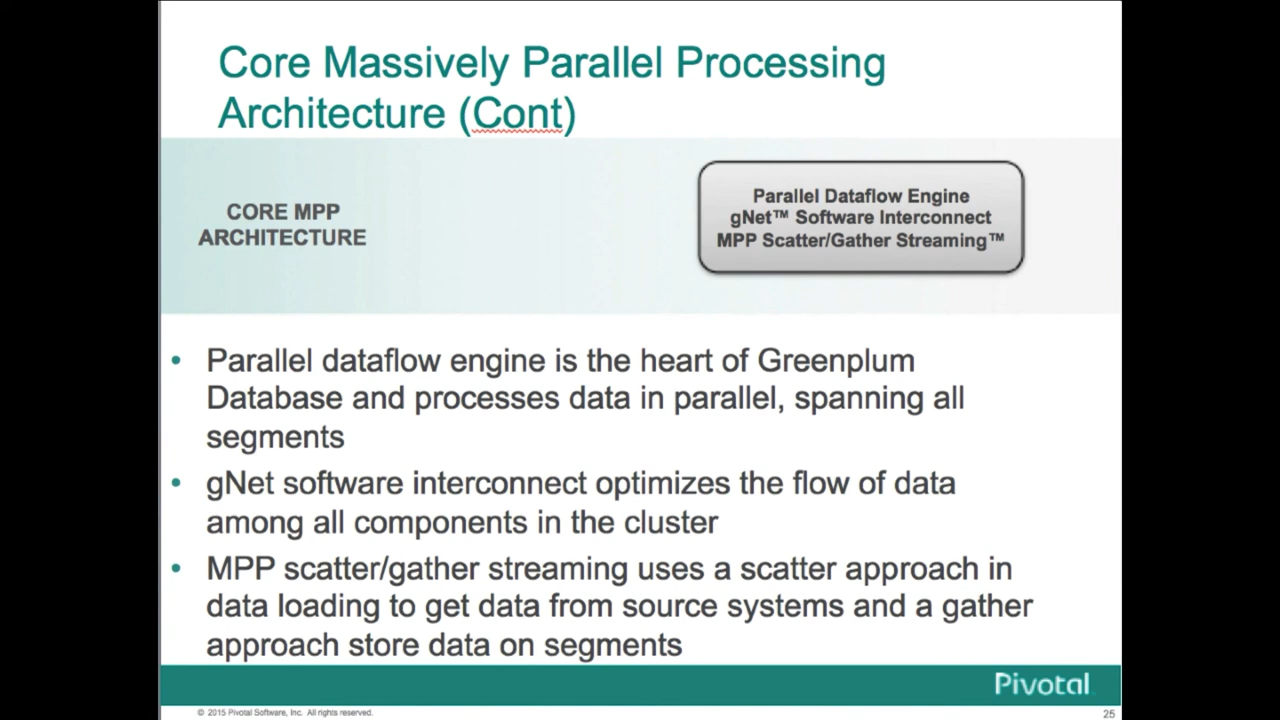 Core Massively Parallel Processing
Architecture (Cont)
CORE MPP
ARCHITECTURE
Parallel Dataflow Engine
gNet™ Software Interconnect
MPP Scatter/Gather Streaming™
• Parallel dataflow engine is the heart of Greenplum
Database and processes data in parallel, spanning all
segments
• gNet software interconnect optimizes the flow of data
among all components in the cluster
• MPP scatter/gather streaming uses a scatter approach in
data loading to get data from source systems and a gather
approach store data on segments
Pivotal
© 2015 Pivotal Software, Inc. All rights reserved.
25